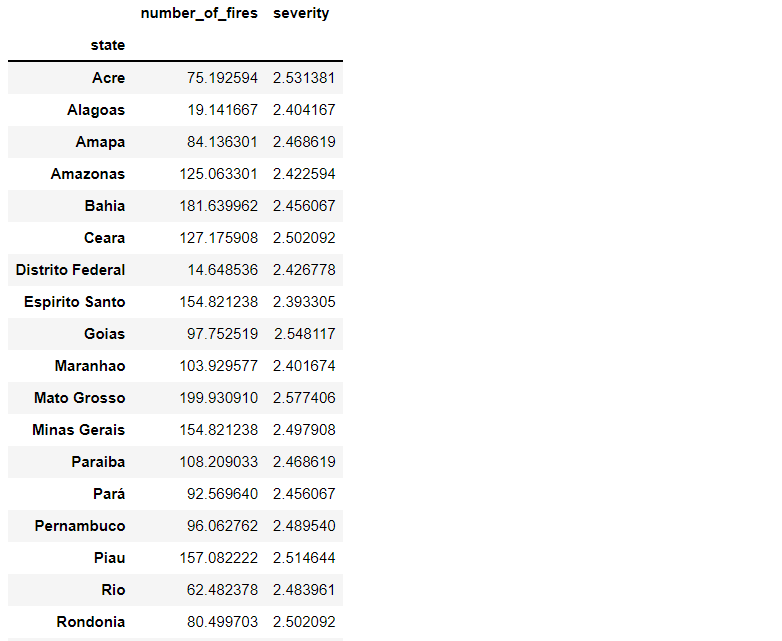 number_of_fires severity
state
Acre 75.192594 2.531381
Alagoas 19.141667 2.404167
Amapa 84.136301 2.468619
Amazonas 125.063301 2.422594
Bahia 181.639962 2.456067
Ceara 127.175908 2.502092
Distrito Federal 14.648536 2.426778
Espirito Santo 154.821238 2.393305
Goias 97.752519 2.548117
Maranhao 103.929577 2.401674
Mato Grosso 199.930910 2.577406
Minas Gerais 154.821238 2.497908
Paraiba 108.209033 2.468619
Pará 92.569640 2.456067
Pernambuco 96.062762 2.489540
Piau 157.082222 2.514644
Rio 62.482378 2.483961
Rondonia 80.499703 2.502092